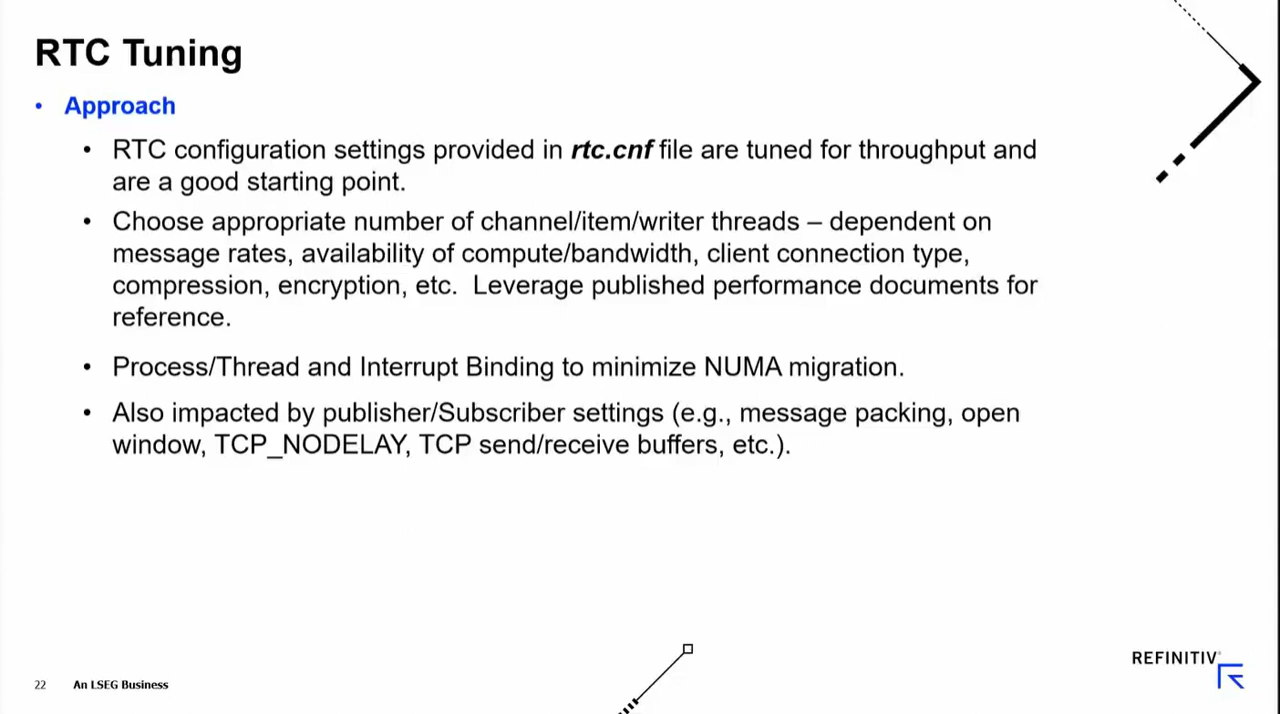 RTC Tuning
• Approach
• RTC configuration settings provided in rtc.cnf file are tuned for throughput and
are a good starting point.
• Choose appropriate number of channel/item/writer threads – dependent on
message rates, availability of compute/bandwidth, client connection type,
compression, encryption, etc.  Leverage published performance documents for
reference.
• Process/Thread and Interrupt Binding to minimize NUMA migration.
• Also impacted by publisher/Subscriber settings (e.g., message packing, open
window, TCP_NODELAY, TCP send/receive buffers, etc.).
REFINITIV
22 An LSEG Business